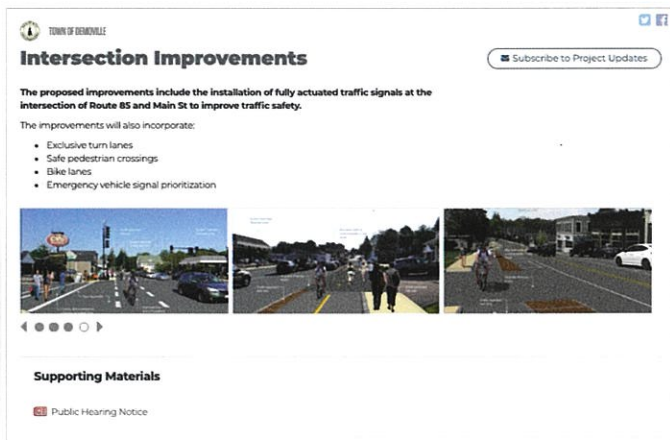 TOWN OF DEMOVILLE
Intersection Improvements
Subscribe to Project Updates
The proposed improvements include the installation of fully actuated traffic signals at the
intersection of Route 85 and Main St to improve traffic safety.
The improvements will also incorporate:
Exclusive turn lanes
Safe pedestrian crossings
Bike lanes
Emergency vehicle signal prioritization
Supporting Materials
Public Hearing Notice